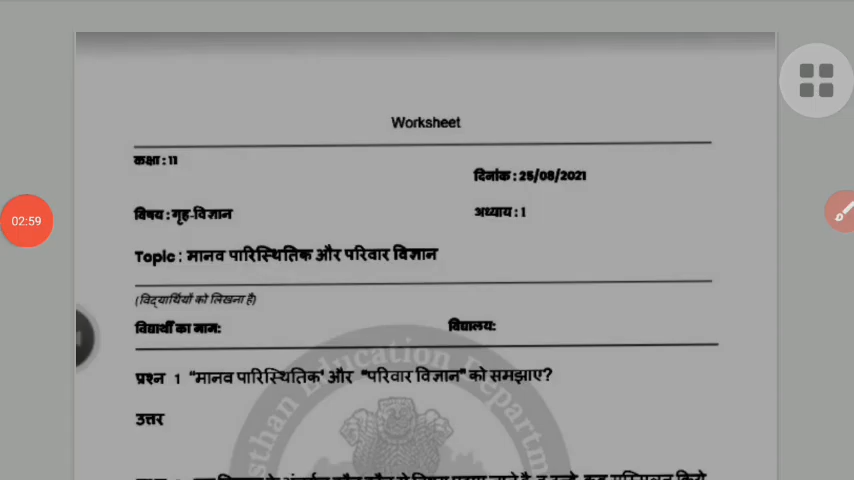 Worksheet
कक्षा : 11
दिनांक : 25/08/2021
विषय : गृह-विज्ञान
अध्याय : 1
Topic : मानव पारिस्थितिक और परिवार विज्ञान
(विद्यार्थियों को लिखना है)
विद्यार्थी का नाम:
विद्यालय:
प्रश्न 1 "मानव पारिस्थितिक' और "परिवार विज्ञान" को समझाए?
उत्तर
02:59